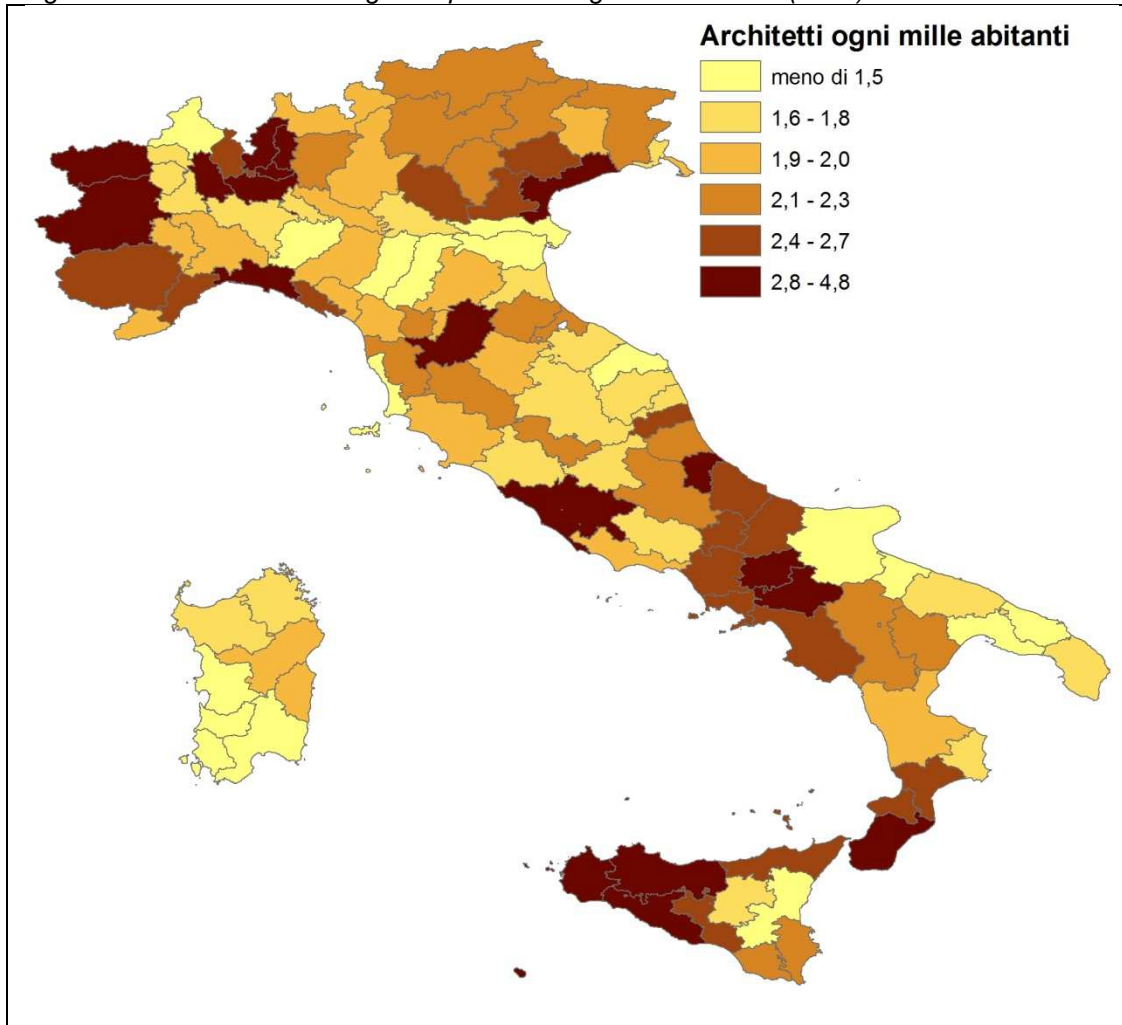 Architetti ogni mille abitanti
meno di 1,5
1,6 - 1,8
1,9 - 2,0
2,1 - 2,3
2,4 - 2,7
2,8 - 4,8